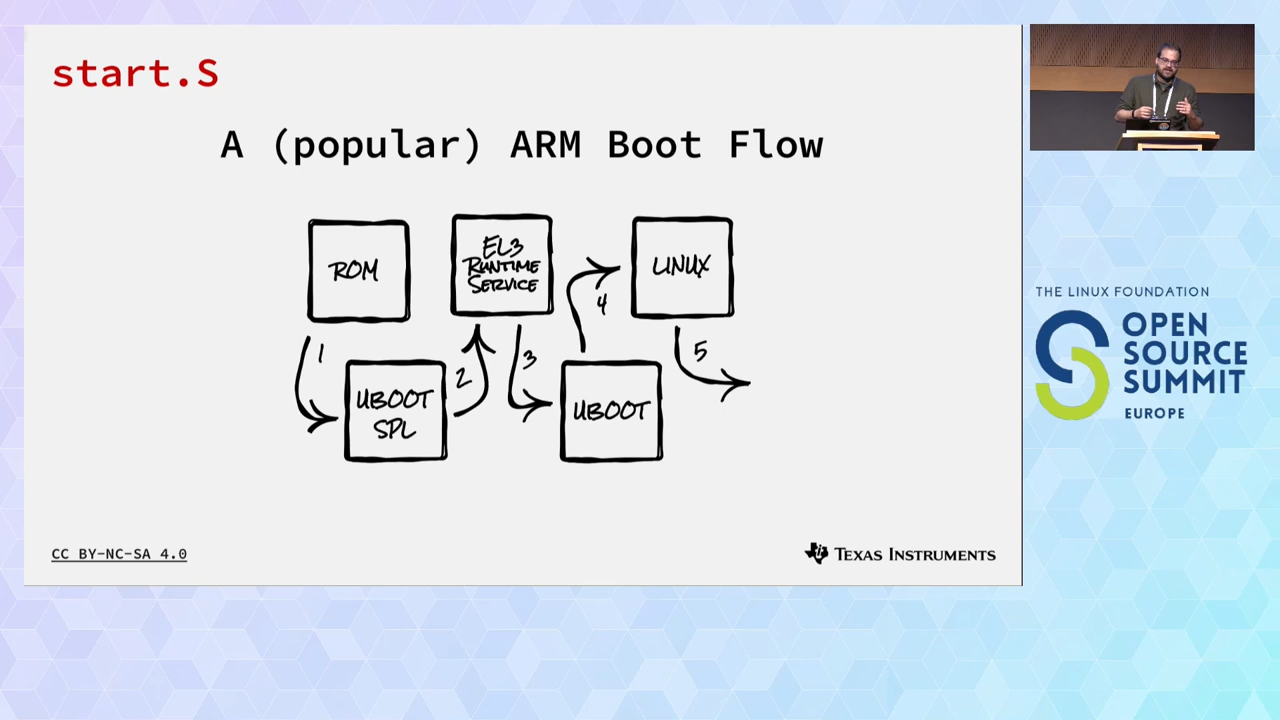 start.S
A (popular) ARM Boot Flow
ROM
EL3
RUNTIME
SERVICE
LINUX
1
2
3
4
5
UBOOT
SPL
UBOOT
CC BY-NC-SA 4.0
TEXAS INSTRUMENTS
THE LINUX FOUNDATION
OPEN
SOURCE
SUMMIT
EUROPE